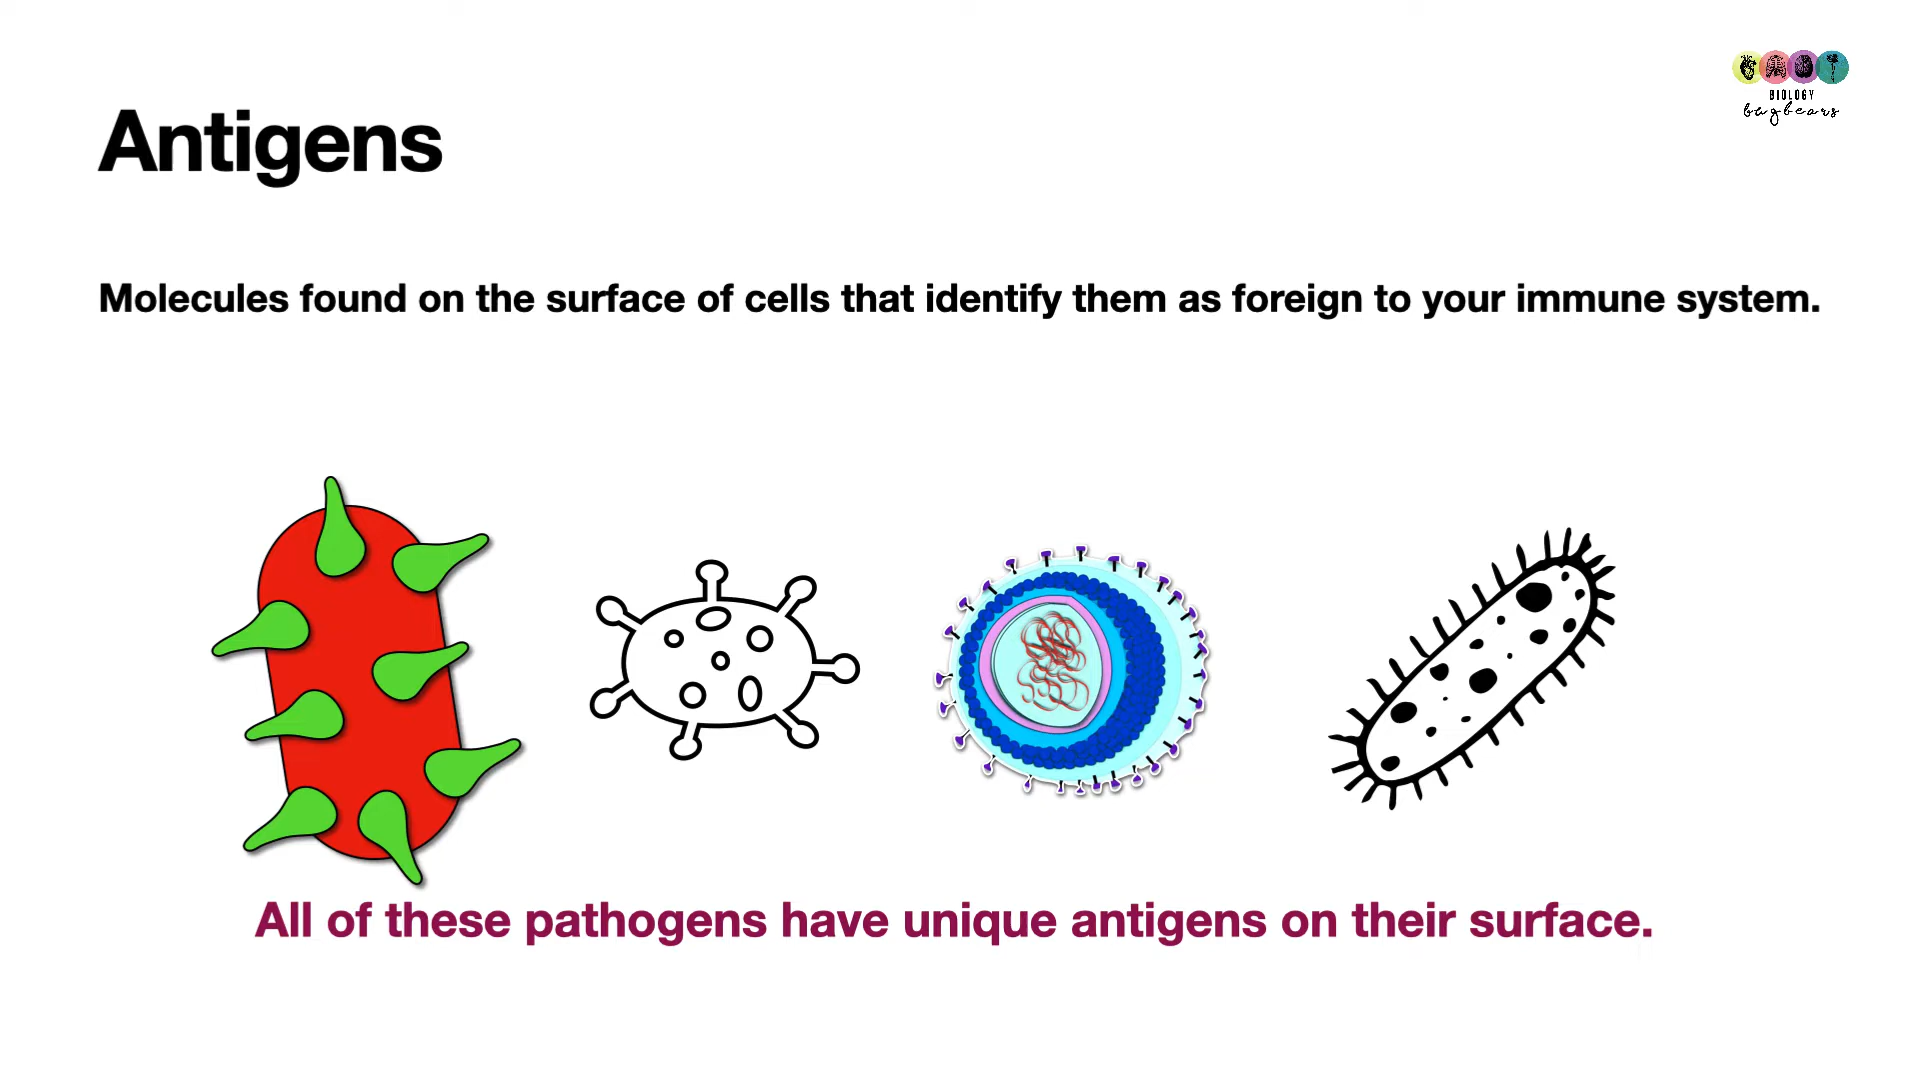 BIOLOGY
bugbears
Antigens
Molecules found on the surface of cells that identify them as foreign to your immune system.
All of these pathogens have unique antigens on their surface.